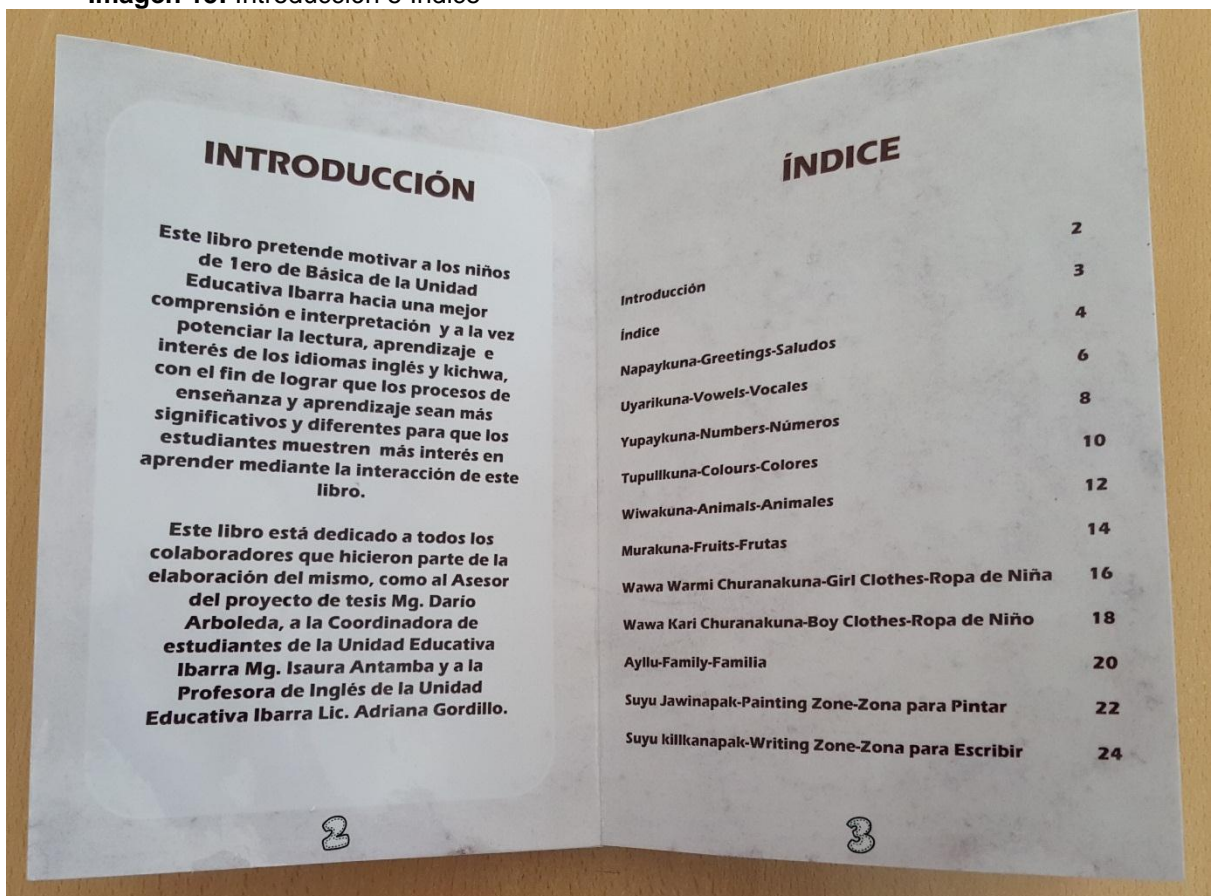 Imagen Introducción e Índice
INTRODUCCIÓN
Este libro pretende motivar a los niños
de 1ero de Básica de la Unidad
Educativa Ibarra hacia una mejor
comprensión e interpretación y a la vez
potenciar la lectura, aprendizaje e
interés de los idiomas inglés y kichwa,
con el fin de lograr que los procesos de
enseñanza y aprendizaje sean más
significativos y diferentes para que los
estudiantes muestren más interés en
aprender mediante la interacción de este
libro.
Este libro está dedicado a todos los
colaboradores que hicieron parte de la
elaboración del mismo, como al Asesor
del proyecto de tesis Mg. Darío
Arboleda, a la Coordinadora de
estudiantes de la Unidad Educativa
Ibarra Mg. Isaura Antamba y a la
Profesora de Inglés de la Unidad
Educativa Ibarra Lic. Adriana Gordillo.
2
ÍNDICE
Introducción 2
Índice 3
Napaykuna-Greetings-Saludos 4
Uyarikuna-Vowels-Vocales 6
Yupaykuna-Numbers-Números 8
Tupullkuna-Colours-Colores 10
Wiwakuna-Animals-Animales 12
Murakuna-Fruits-Frutas 14
Wawa Warmi Churanakuna-Girl Clothes-Ropa de Niña 16
Wawa Kari Churanakuna-Boy Clothes-Ropa de Niño 18
Ayllu-Family-Familia 20
Suyu Jawinapak-Painting Zone-Zona para Pintar 22
Suyu killkanapak-Writing Zone-Zona para Escribir 24
3